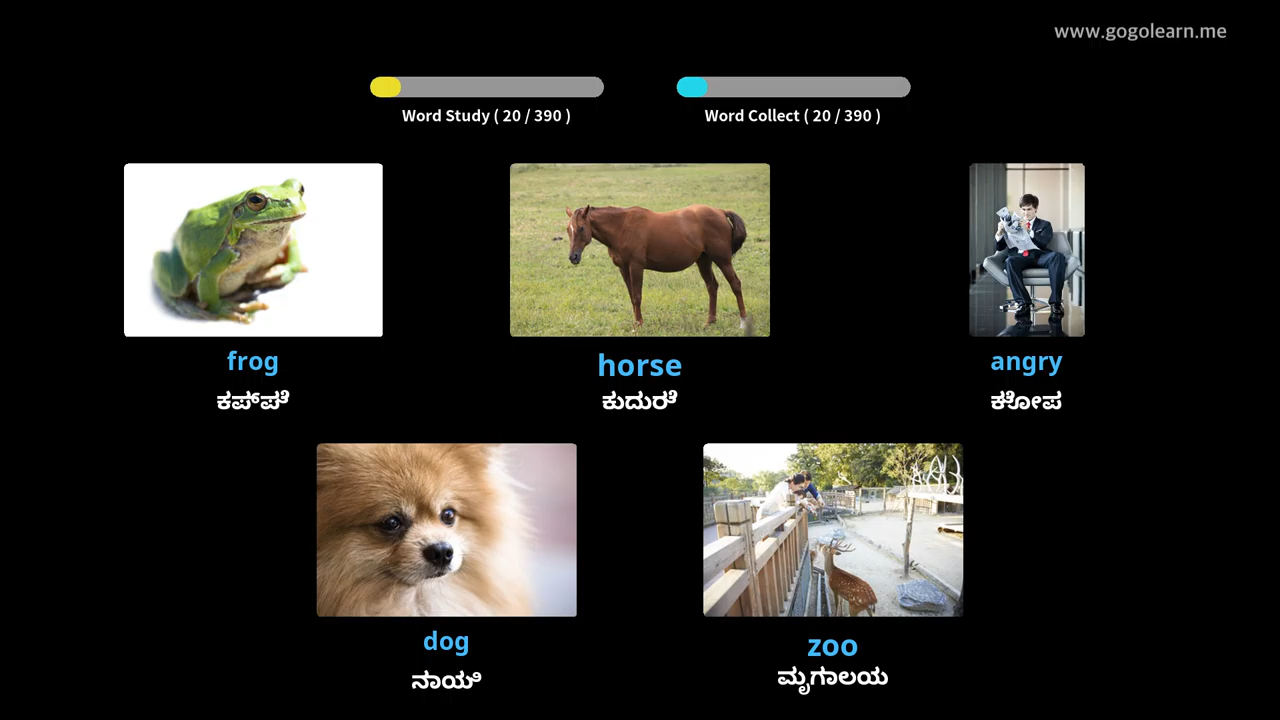 www.gogolearn.me
Word Study ( 20 / 390 )
Word Collect ( 20 / 390 )
frog
horse
angry
ಕಪ್ಪೆ
ಕುದುರೆ
ಕೋಪ
dog
zoo
ನಾಯಿ
ಮೃಗಾಲಯ